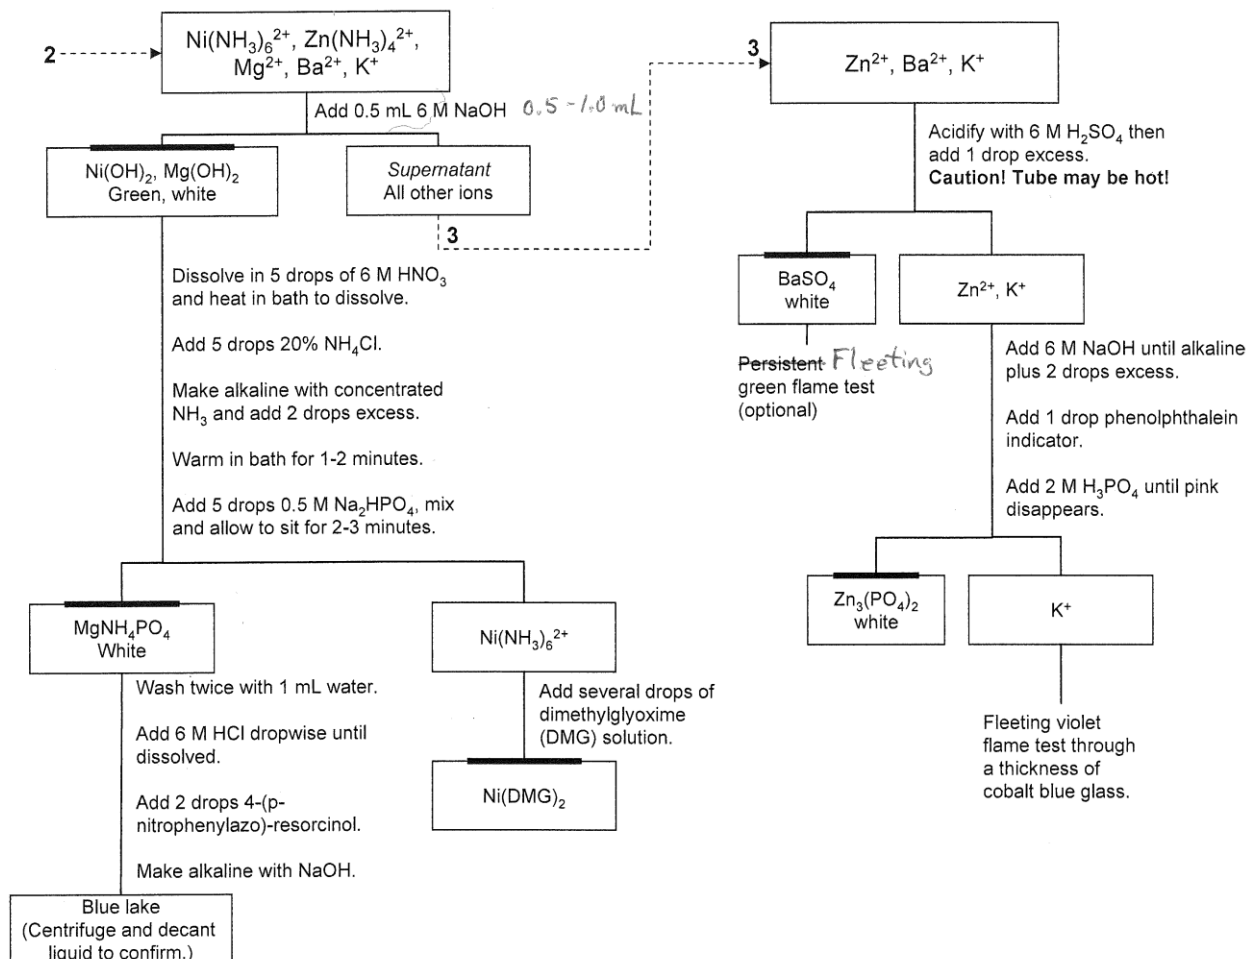 2
Ni(NH₃)₆²⁺, Zn(NH₃)₄²⁺,
Mg²⁺, Ba²⁺, K⁺
Add 0.5 mL 6 M NaOH 0.5-1.0 mL
Ni(OH)₂, Mg(OH)₂
Green, white
Supernatant
All other ions
3
Dissolve in 5 drops of 6 M HNO₃
and heat in bath to dissolve.
Add 5 drops 20% NH₄Cl.
Make alkaline with concentrated
NH₃ and add 2 drops excess.
Warm in bath for 1-2 minutes.
Add 5 drops 0.5 M Na₂HPO₄, mix
and allow to sit for 2-3 minutes.
MgNH₄PO₄
White
Ni(NH₃)₆²⁺
Wash twice with 1 mL water.
Add 6 M HCl dropwise until
dissolved.
Add 2 drops 4-(p-
nitrophenylazo)-resorcinol.
Make alkaline with NaOH.
Blue lake
(Centrifuge and decant
liquid to confirm.)
Add several drops of
dimethylglyoxime
(DMG) solution.
Ni(DMG)₂
3
Zn²⁺, Ba²⁺, K⁺
Acidify with 6 M H₂SO₄ then
add 1 drop excess.
Caution! Tube may be hot!
BaSO₄
white
Zn²⁺, K⁺
Persistent Fleeting
green flame test
(optional)
Add 6 M NaOH until alkaline
plus 2 drops excess.
Add 1 drop phenolphthalein
indicator.
Add 2 M H₃PO₄ until pink
disappears.
Zn₃(PO₄)₂
white
K⁺
Fleeting violet
flame test through
a thickness of
cobalt blue glass.